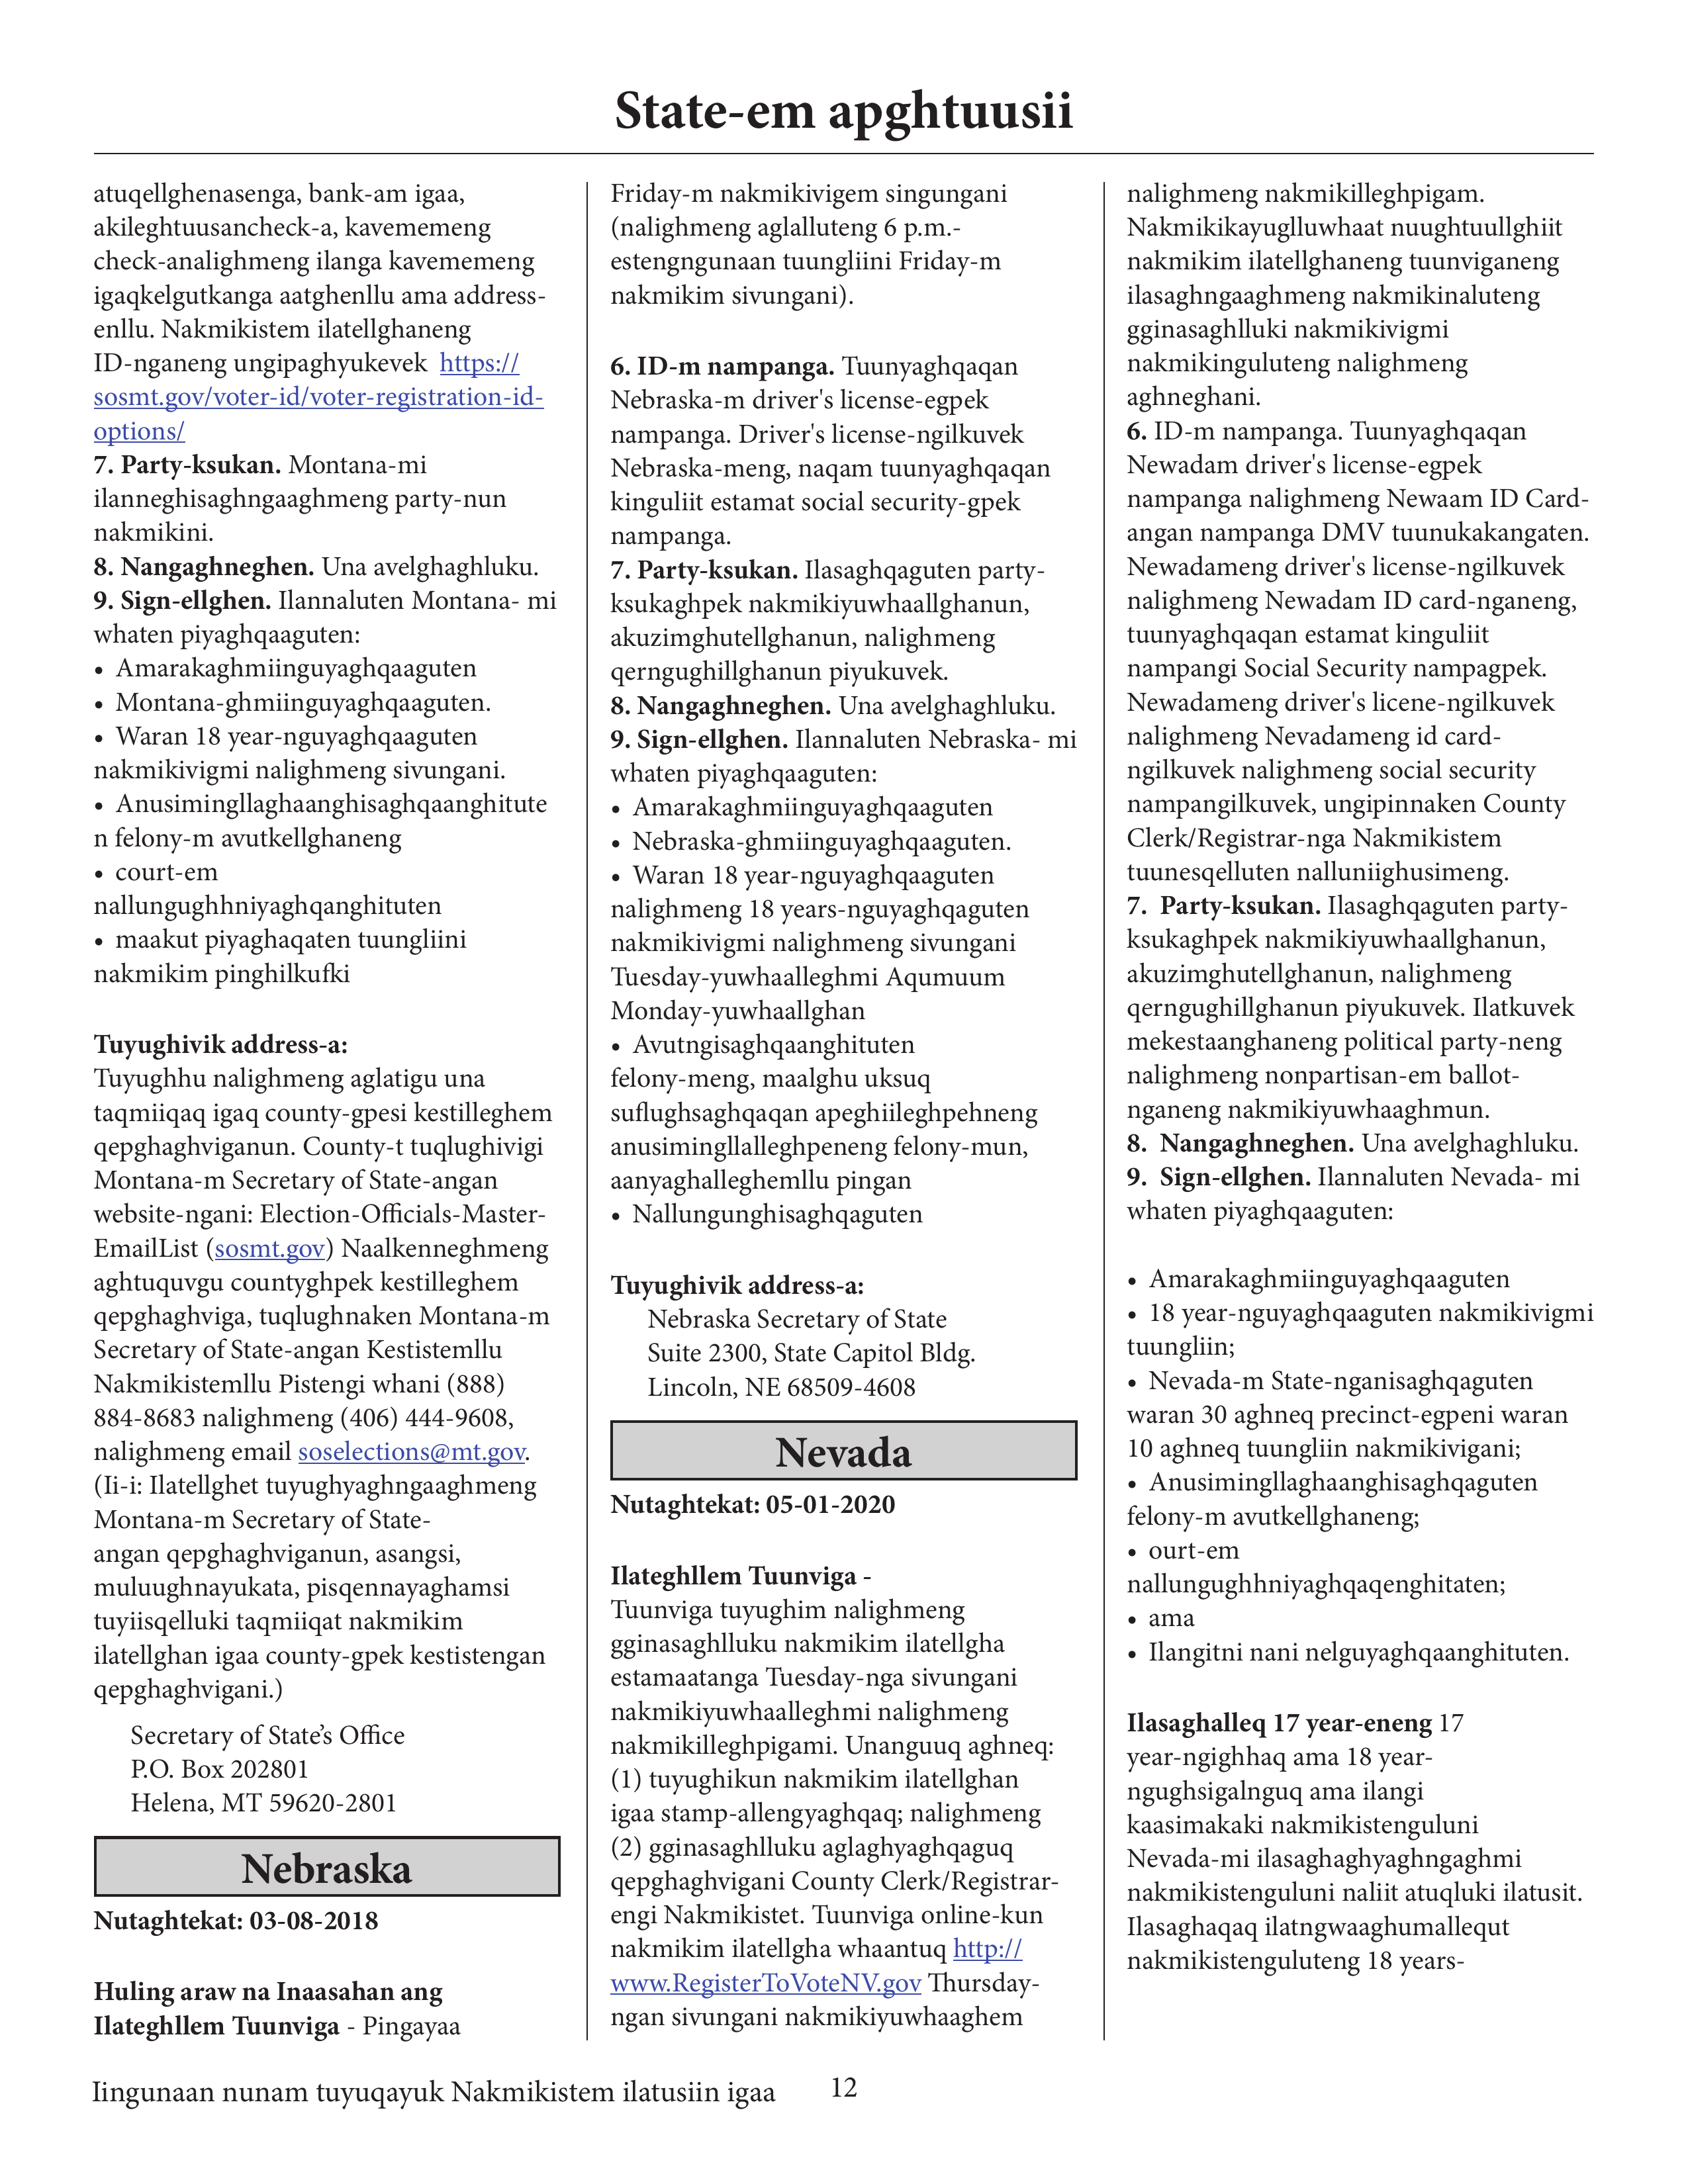 State-em apghtuusii
atuqellghenasenga, bank-am igaa,
akileghtuusancheck-a, kavememeng
check-analighmeng ilanga kavememeng
igaqkelgutkanga aatghenllu ama address-
enllu. Nakmikistem ilatellghaneng
ID-nganeng ungipaghyukevek https://
sosmt.gov/voter-id/voter-registration-id-
options/
7. Party-ksukan. Montana-mi
ilanneghisaghngaaghmeng party-nun
nakmikini.
8. Nangaghneghen. Una avelghaghluku.
9. Sign-ellghen. Ilannaluten Montana- mi
whaten piyaghqaaguten:
• Amarakaghmiinguyaghqaaguten
• Montana-ghmiinguyaghqaaguten.
• Waran 18 year-nguyaghqaaguten
nakmikivigmi nalighmeng sivungani.
• Anusimingllaghaanghisaghqaanghitute
n felony-m avutkellghaneng
• court-em
nallungughhniyaghqanghituten
• maakut piyaghaqaten tuungliini
nakmikim pinghilkufki
Tuyughivik address-a:
Tuyughhu nalighmeng aglatigu una
taqmiiqaq igaq county-gpesi kestilleghem
qepghaghviganun. County-t tuqlughivigi
Montana-m Secretary of State-angan
website-ngani: Election-Officials-Master-
EmailList (sosmt.gov) Naalkenneghmeng
aghtuquvgu countyghpek kestilleghem
qepghaghviga, tuqlughnaken Montana-m
Secretary of State-angan Kestistemllu
Nakmikistemllu Pistengi whani (888)
884-8683 nalighmeng (406) 444-9608,
nalighmeng email soselections@mt.gov.
(Ii-i: Ilatellghet tuyughyaghngaaghmeng
Montana-m Secretary of State-
angan qepghaghviganun, asangsi,
muluughnayukata, pisqennayaghamsi
tuyiisqelluki taqmiiqat nakmikim
ilatellghan igaa county-gpek kestistengan
qepghaghvigani.)
Secretary of State’s Office
P.O. Box 202801
Helena, MT 59620-2801
Nebraska
Nutaghtekat: 03-08-2018
Huling araw na Inaasahan ang
Ilateghllem Tuunviga - Pingayaa
Friday-m nakmikivigem singungani
(nalighmeng aglalluteng 6 p.m.-
estengngunaan tuungliini Friday-m
nakmikim sivungani).
6. ID-m nampanga. Tuunyaghqaqan
Nebraska-m driver's license-egpek
nampanga. Driver's license-ngilkuvek
Nebraska-meng, naqam tuunyaghqaqan
kinguliit estamat social security-gpek
nampanga.
7. Party-ksukan. Ilasaghqaguten party-
ksukaghpek nakmikiyuwhaallghanun,
akuzimghutellghanun, nalighmeng
qerngughillghanun piyukuvek.
8. Nangaghneghen. Una avelghaghluku.
9. Sign-ellghen. Ilannaluten Nebraska- mi
whaten piyaghqaaguten:
• Amarakaghmiinguyaghqaaguten
• Nebraska-ghmiinguyaghqaaguten.
• Waran 18 year-nguyaghqaaguten
nalighmeng 18 years-nguyaghqaguten
nakmikivigmi nalighmeng sivungani
Tuesday-yuwhaalleghmi Aqumuum
Monday-yuwhaallghan
• Avutngisaghqaanghituten
felony-meng, maalghu uksuq
suflughsaghqaqan apeghiileghpehneng
anusimingllalleghpeneng felony-mun,
aanyaghalleghemllu pingan
• Nallungunghisaghqaguten
Tuyughivik address-a:
Nebraska Secretary of State
Suite 2300, State Capitol Bldg.
Lincoln, NE 68509-4608
Nevada
Nutaghtekat: 05-01-2020
Ilateghllem Tuunviga -
Tuunviga tuyughim nalighmeng
gginasaghlluku nakmikim ilatellgha
estamaatanga Tuesday-nga sivungani
nakmikiyuwhaalleghmi nalighmeng
nakmikilleghpigami. Unanguuq aghneq:
(1) tuyughikun nakmikim ilatellghan
igaa stamp-allengyaghqaq; nalighmeng
(2) gginasaghlluku aglaghyaghqaguq
qepghaghvigani County Clerk/Registrar-
engi Nakmikistet. Tuunviga online-kun
nakmikim ilatellgha whaantuq http://
www.RegisterToVoteNV.gov Thursday-
ngan sivungani nakmikiyuwhaaghem
nalighmeng nakmikilleghpigam.
Nakmikikayuglluwhaat nuughtuullghiit
nakmikim ilatellghaneng tuunviganeng
ilasaghngaaghmeng nakmikinaluteng
gginasaghlluki nakmikivigmi
nakmikinguluteng nalighmeng
aghneghani.
6. ID-m nampanga. Tuunyaghqaqan
Newadam driver's license-egpek
nampanga nalighmeng Newaam ID Card-
angan nampanga DMV tuunukakangaten.
Newadameng driver's license-ngilkuvek
nalighmeng Newadam ID card-nganeng,
tuunyaghqaqan estamat kinguliit
nampangi Social Security nampagpek.
Newadameng driver's licene-ngilkuvek
nalighmeng Nevadameng id card-
ngilkuvek nalighmeng social security
nampangilkuvek, ungipinnaken County
Clerk/Registrar-nga Nakmikistem
tuunesqelluten nalluniighusimeng.
7. Party-ksukan. Ilasaghqaguten party-
ksukaghpek nakmikiyuwhaallghanun,
akuzimghutellghanun, nalighmeng
qerngughillghanun piyukuvek. Ilatkuvek
mekestaanghaneng political party-neng
nalighmeng nonpartisan-em ballot-
nganeng nakmikiyuwhaaghmun.
8. Nangaghneghen. Una avelghaghluku.
9. Sign-ellghen. Ilannaluten Nevada- mi
whaten piyaghqaaguten:
• Amarakaghmiinguyaghqaaguten
• 18 year-nguyaghqaaguten nakmikivigmi
tuungliin;
• Nevada-m State-nganisaghqaguten
waran 30 aghneq precinct-egpeni waran
10 aghneq tuungliin nakmikivigani;
• Anusimingllaghaanghisaghqaguten
felony-m avutkellghaneng;
• ourt-em
nallungughhniyaghqaqenghitaten;
• ama
• Ilangitni nani nelguyaghqaanghituten.
Ilasaghalleq 17 year-eneng 17
year-ngighhaq ama 18 year-
ngughsigalnguq ama ilangi
kaasimakaki nakmikistenguluni
Nevada-mi ilasaghaghyaghngaghmi
nakmikistenguluni naliit atuqluki ilatusit.
Ilasaghaqaq ilatngwaaghumallequt
nakmikistenguluteng 18 years-
Iingunaan nunam tuyuqayuk Nakmikistem ilatusiin igaa 12